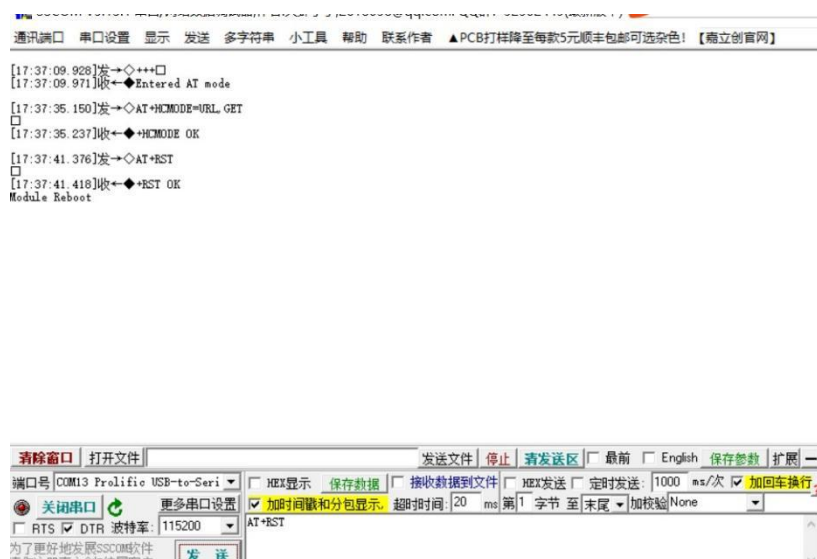 通讯端口 串口设置 显示 发送 多字符串 小工具 帮助 联系作者 ▲PCB打样降至每款5元顺丰包邮可选杂色! 【嘉立创官网】
[17:37:09.928]发→◇+++□
[17:37:09.971]收←◆Entered AT mode
[17:37:35.150]发→◇AT+HCMODE=URL,GET
□
[17:37:35.237]收←◆+HCMODE OK
[17:37:41.376]发→◇AT+RST
□
[17:37:41.418]收←◆+RST OK
Module Reboot
清除窗口 打开文件 发送文件 停止 清发送区 最前 English 保存参数 扩展 —
端口号 COM13 Prolific USB-to-Seri HEX显示 保存数据 接收数据到文件 HEX发送 定时发送: 1000 ms/次 加回车换行
关闭串口 更多串口设置 加时间戳和分包显示, 超时时间: 20 ms 第 1 字节 至 末尾 加校验 None
RTS DTR 波特率: 115200 AT+RST
为了更好地发展SSCOM软件 发 送